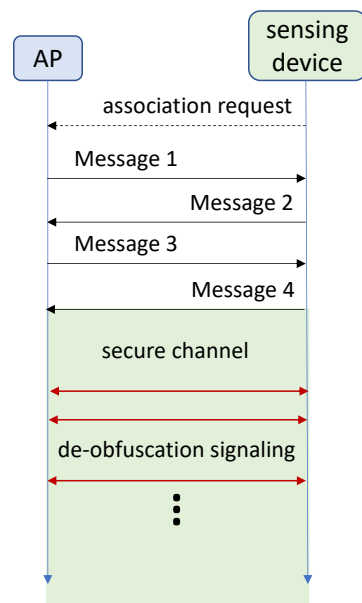 AP
sensing
device
association request
Message 1
Message 2
Message 3
Message 4
secure channel
de-obfuscation signaling